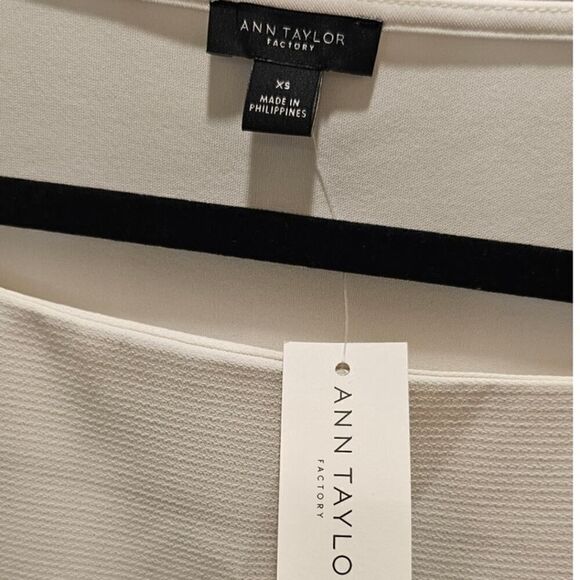 ANN TAYLOR
FACTORY
XS
MADE IN
PHILIPPINES
ANN TAYLO
FACTORY